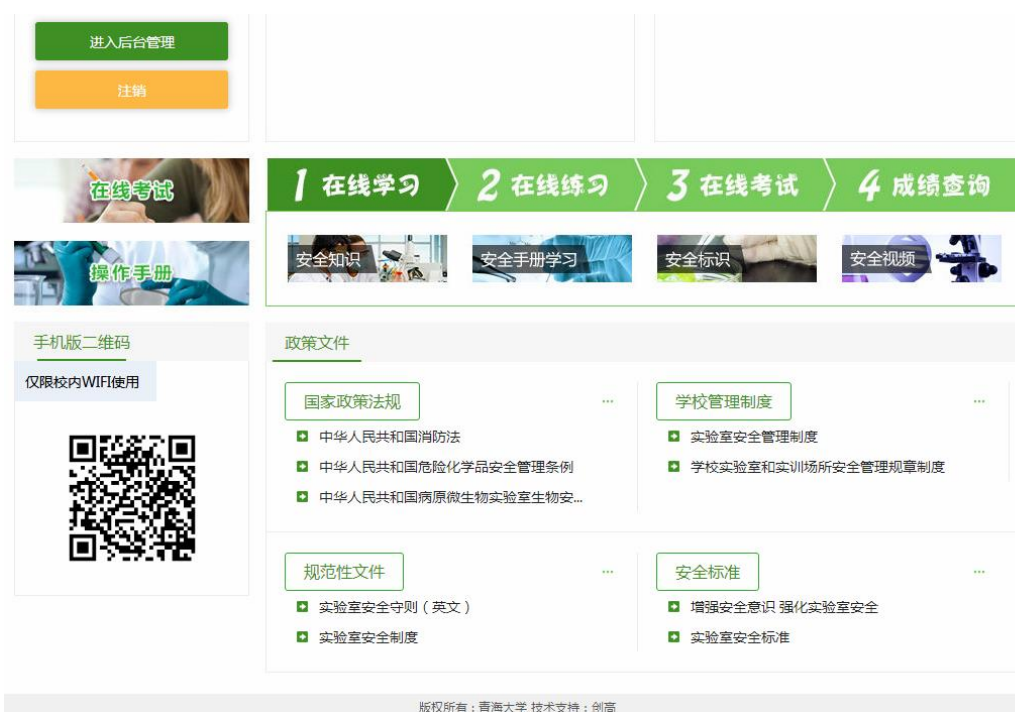 进入后台管理
注销
在线考试
操作手册
1 在线学习
2 在线练习
3 在线考试
4 成绩查询
安全知识
安全手册学习
安全标识
安全视频
手机版二维码
仅限校内WIFI使用
政策文件
国家政策法规
...
中华人民共和国消防法
中华人民共和国危险化学品安全管理条例
中华人民共和国病原微生物实验室生物安...
学校管理制度
...
实验室安全管理制度
学校实验室和实训场所安全管理规章制度
规范性文件
...
实验室安全守则（英文）
实验室安全制度
安全标准
...
增强安全意识 强化实验室安全
实验室安全标准
版权所有：青海大学 技术支持：创高